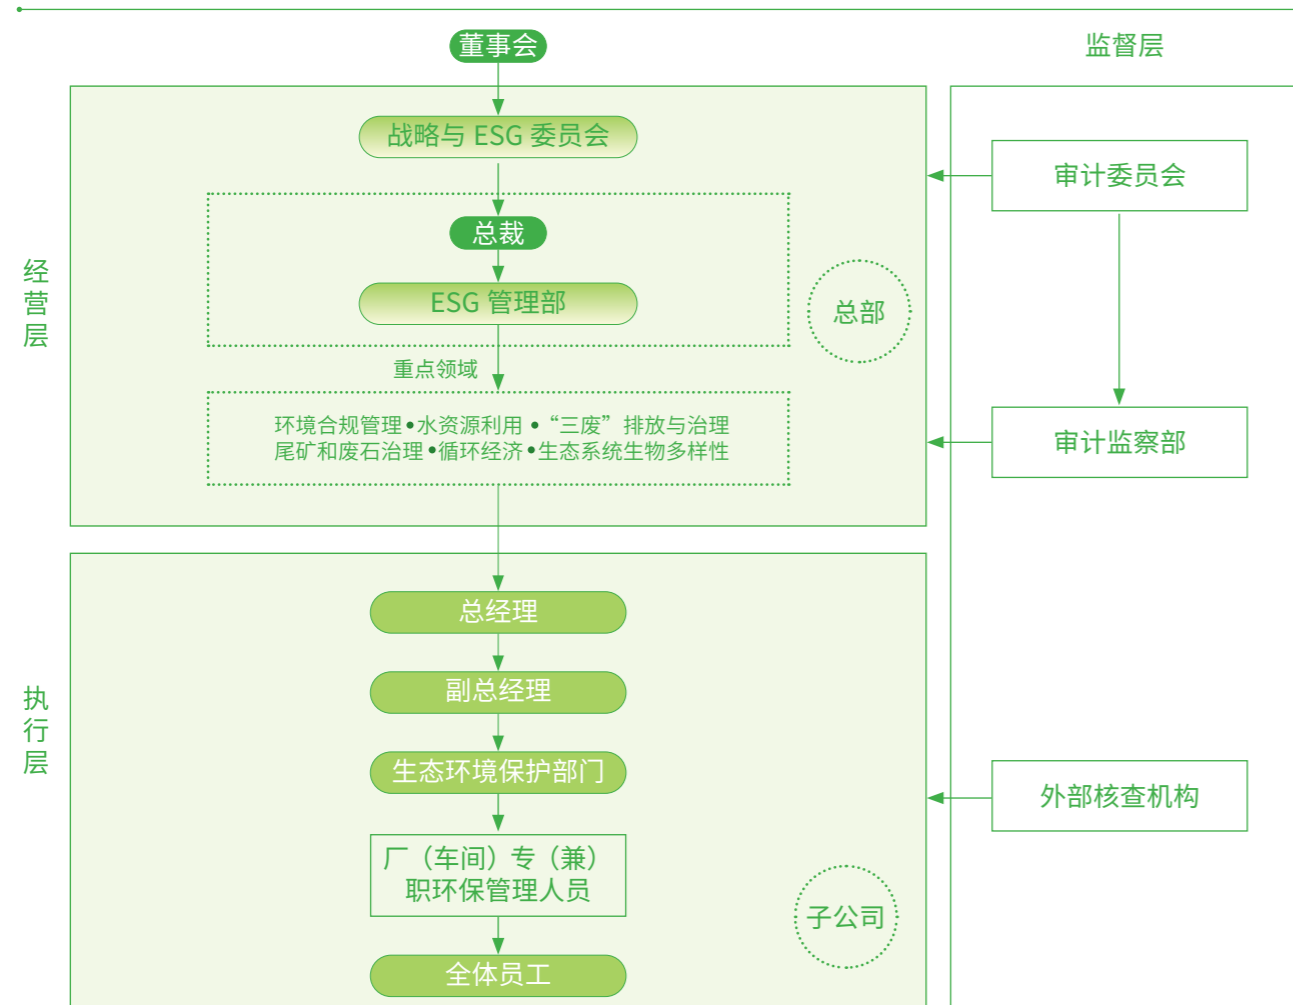 董事会
监督层
战略与 ESG 委员会
审计委员会
总裁
经营层
ESG 管理部
总部
重点领域
环境合规管理•水资源利用 •“三废”排放与治理
尾矿和废石治理•循环经济•生态系统生物多样性
审计监察部
总经理
副总经理
执行层
生态环境保护部门
外部核查机构
厂（车间）专（兼）
职环保管理人员
子公司
全体员工